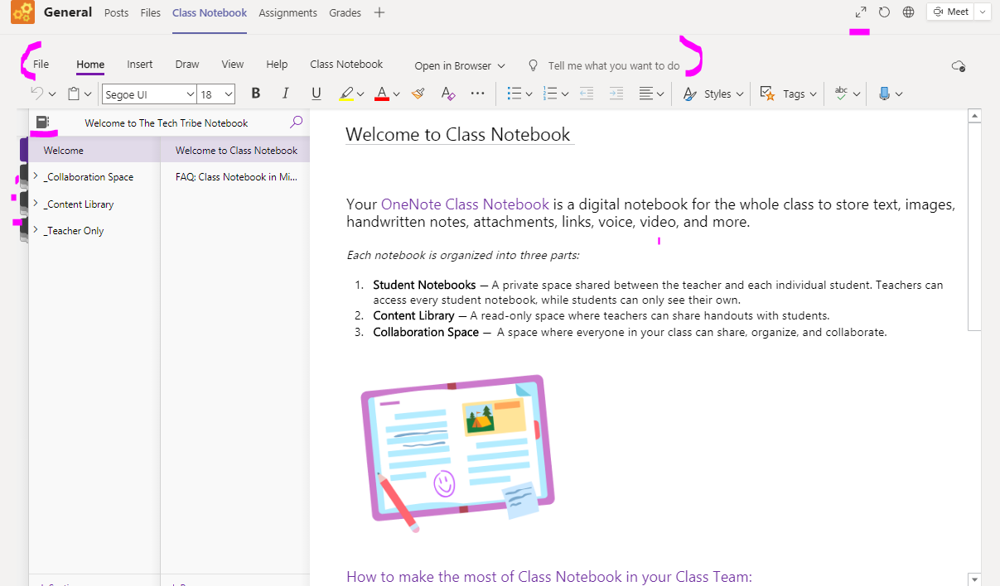 General Posts Files Class Notebook Assignments Grades Meet
File Home Insert Draw View Help Class Notebook Open in Browser Tell me what you want to do
Segoe UI 18 B I U A A Styles Tags abc
Welcome to The Tech Tribe Notebook
Welcome
_Collaboration Space
_Content Library
_Teacher Only
Welcome to Class Notebook
FAQ: Class Notebook in Mi...
Welcome to Class Notebook
Your OneNote Class Notebook is a digital notebook for the whole class to store text, images,
handwritten notes, attachments, links, voice, video, and more.
Each notebook is organized into three parts:
1. Student Notebooks — A private space shared between the teacher and each individual student. Teachers can
access every student notebook, while students can only see their own.
2. Content Library — A read-only space where teachers can share handouts with students.
3. Collaboration Space — A space where everyone in your class can share, organize, and collaborate.
How to make the most of Class Notebook in your Class Team: